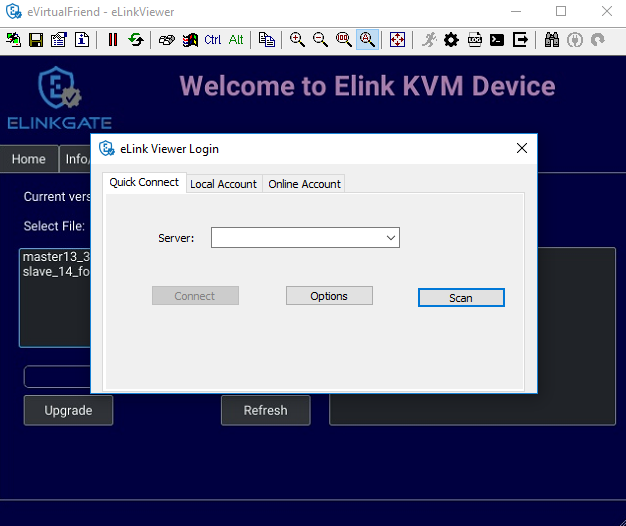 eVirtualFriend - eLinkViewer
Ctrl Alt
LOG
ELINKGATE
Welcome to Elink KVM Device
Home
Info/
Current vers
Select File:
master13_3
slave_14_fo
Upgrade
Refresh
eLink Viewer Login
Quick Connect
Local Account
Online Account
Server:
Connect
Options
Scan